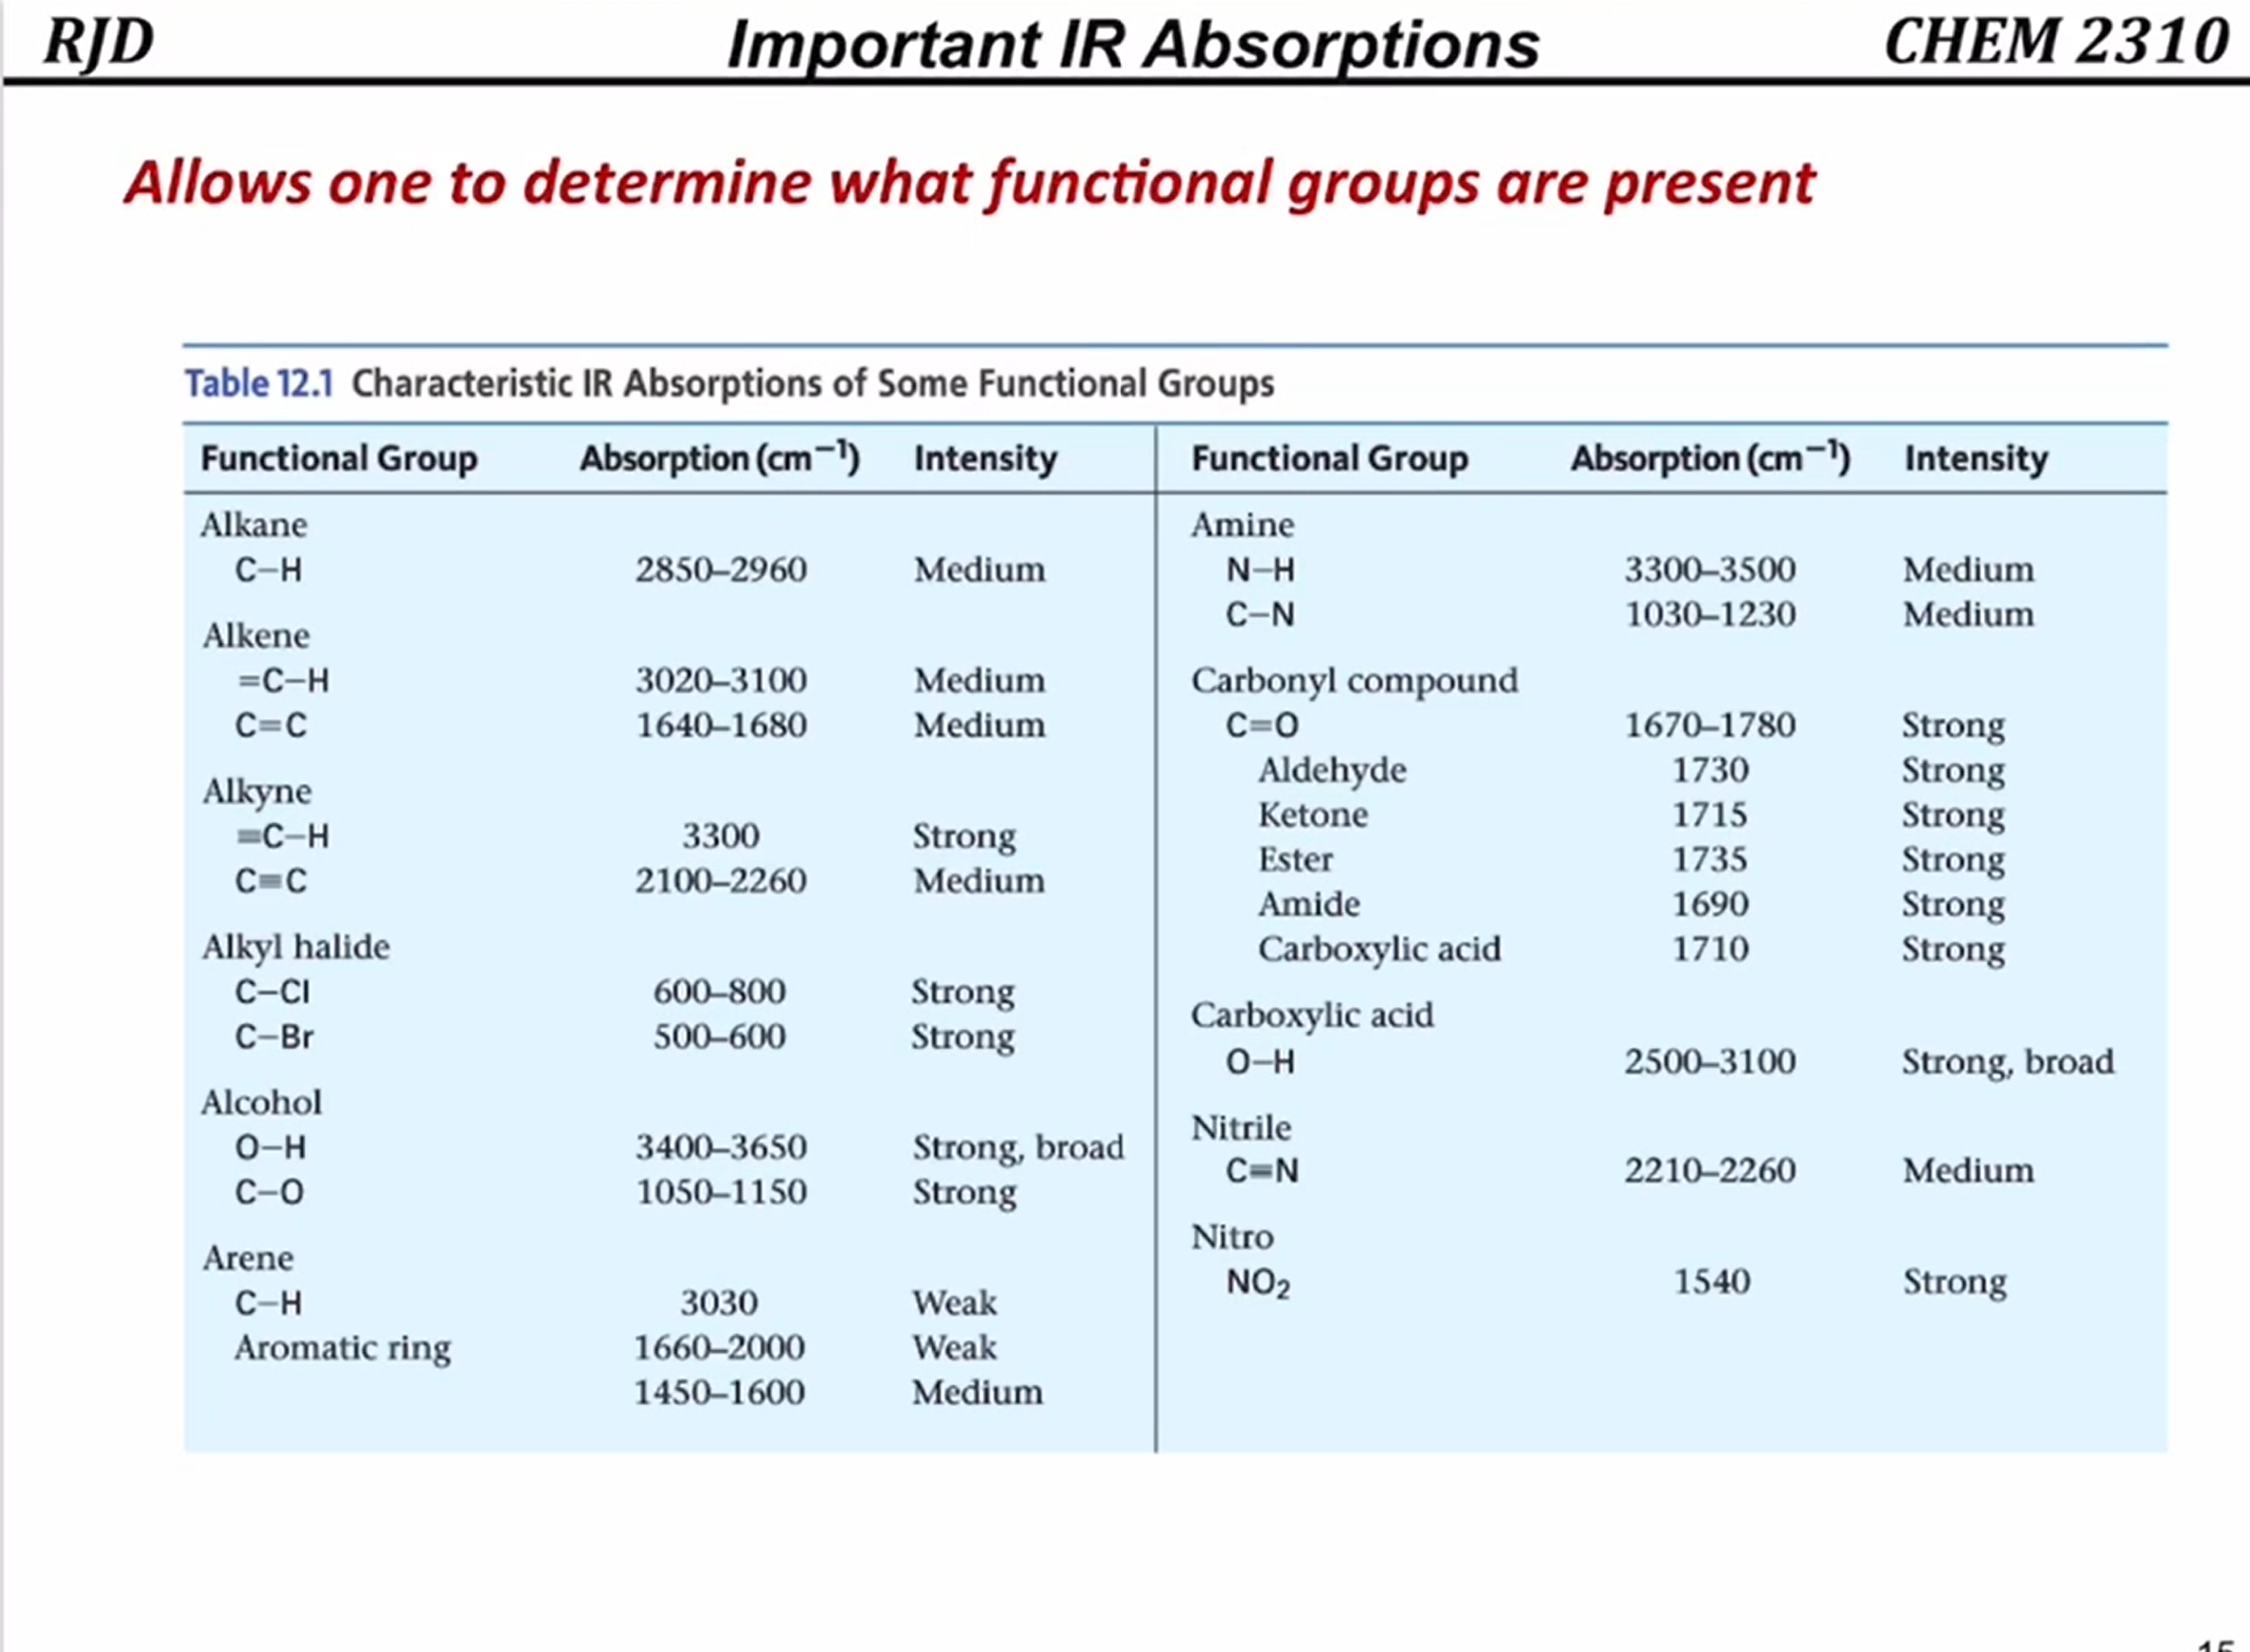 RJD Important IR Absorptions CHEM 2310
Allows one to determine what functional groups are present
Table 12.1 Characteristic IR Absorptions of Some Functional Groups
Functional Group Absorption (cm⁻¹) Intensity
Alkane
C–H 2850–2960 Medium
Alkene
=C–H 3020–3100 Medium
C=C 1640–1680 Medium
Alkyne
≡C–H 3300 Strong
C≡C 2100–2260 Medium
Alkyl halide
C–Cl 600–800 Strong
C–Br 500–600 Strong
Alcohol
O–H 3400–3650 Strong, broad
C–O 1050–1150 Strong
Arene
C–H 3030 Weak
Aromatic ring 1660–2000 Weak
1450–1600 Medium
Functional Group Absorption (cm⁻¹) Intensity
Amine
N–H 3300–3500 Medium
C–N 1030–1230 Medium
Carbonyl compound
C=O 1670–1780 Strong
Aldehyde 1730 Strong
Ketone 1715 Strong
Ester 1735 Strong
Amide 1690 Strong
Carboxylic acid 1710 Strong
Carboxylic acid
O–H 2500–3100 Strong, broad
Nitrile
C≡N 2210–2260 Medium
Nitro
NO₂ 1540 Strong